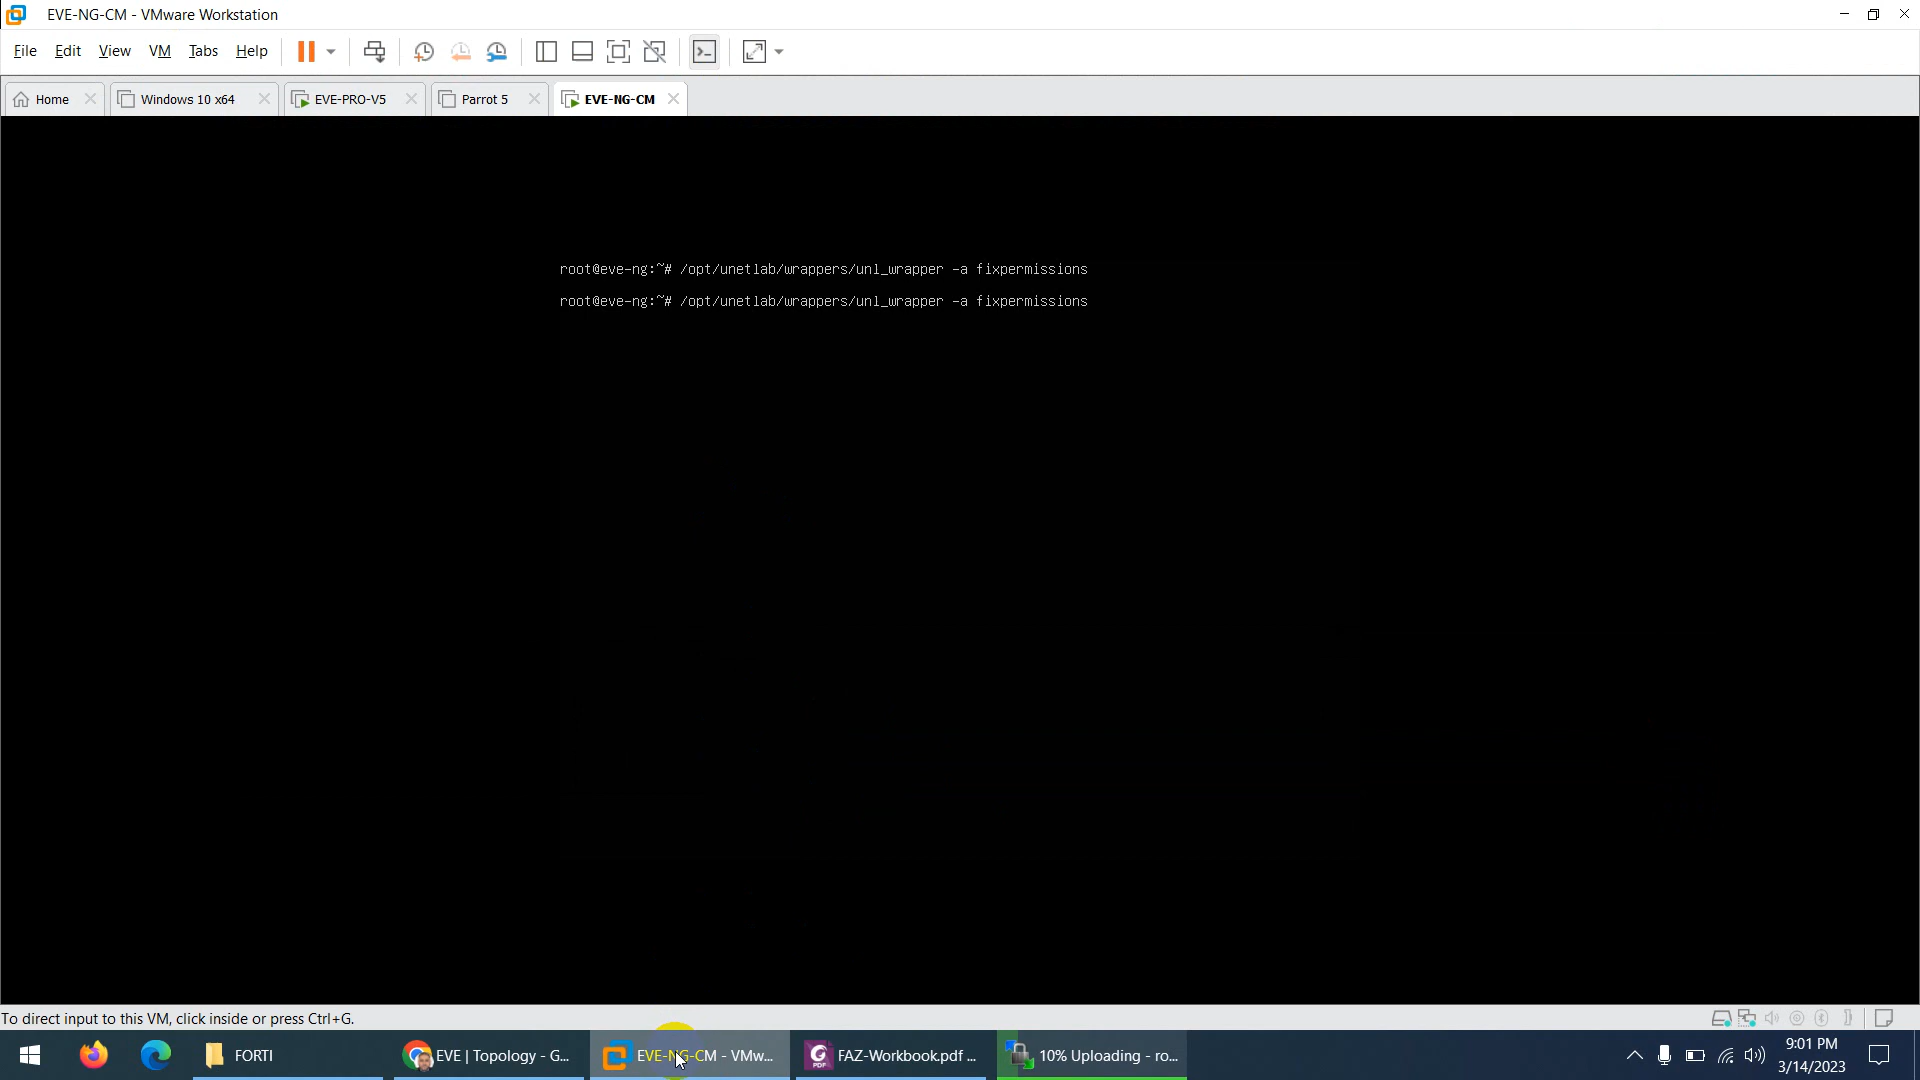 EVE-NG-CM - VMware Workstation
File Edit View VM Tabs Help
Home Windows 10 x64 EVE-PRO-V5 Parrot 5 EVE-NG-CM
root@eve-ng:~# /opt/unetlab/wrappers/unl_wrapper -a fixpermissions
root@eve-ng:~# /opt/unetlab/wrappers/unl_wrapper -a fixpermissions
To direct input to this VM, click inside or press Ctrl+G.
FORTI EVE | Topology - G... EVE-NG-CM - VMw... PDF FAZ-Workbook.pdf ... 10% Uploading - ro... 9:01 PM
3/14/2023